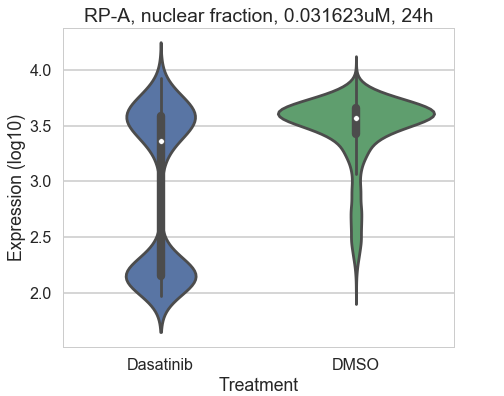 RP-A, nuclear fraction, 0.031623uM, 24h
Expression (log10)
4.0
3.5
3.0
2.5
2.0
Dasatinib DMSO
Treatment